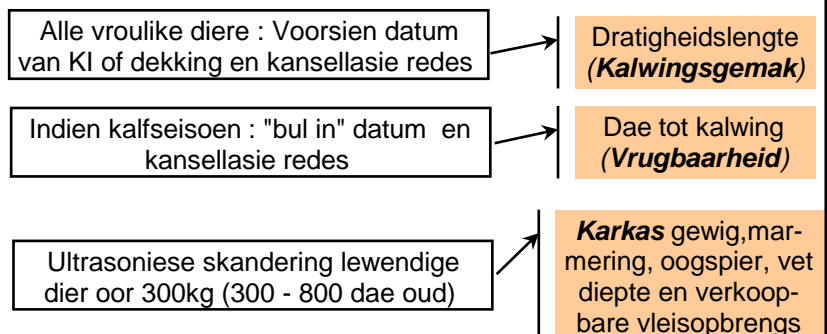 Alle vroulike diere : Voorsien datum
van KI of dekking en kansellasie redes
Dratigheidslengte
(Kalwingsgemak)
Indien kalfseisoen : "bul in" datum en
kansellasie redes
Dae tot kalwing
(Vrugbaarheid)
Ultrasoniese skandering lewendige
dier oor 300kg (300 - 800 dae oud)
Karkas gewig,mar-
mering, oogspier, vet
diepte en verkoop-
bare vleisopbrengs